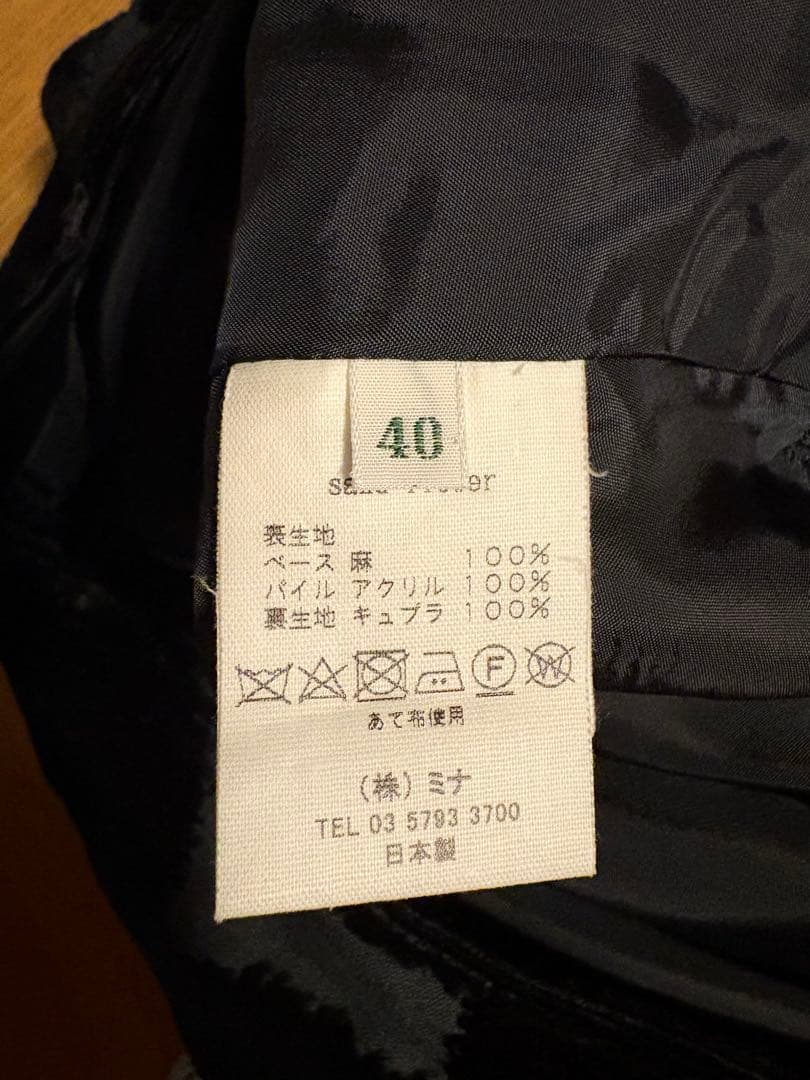 40
表生地
ベース 麻 100%
パイル アクリル 100%
裏生地 キュプラ 100%
F
W
あて布使用
(株)ミナ
TEL 03 5793 3700
日本製